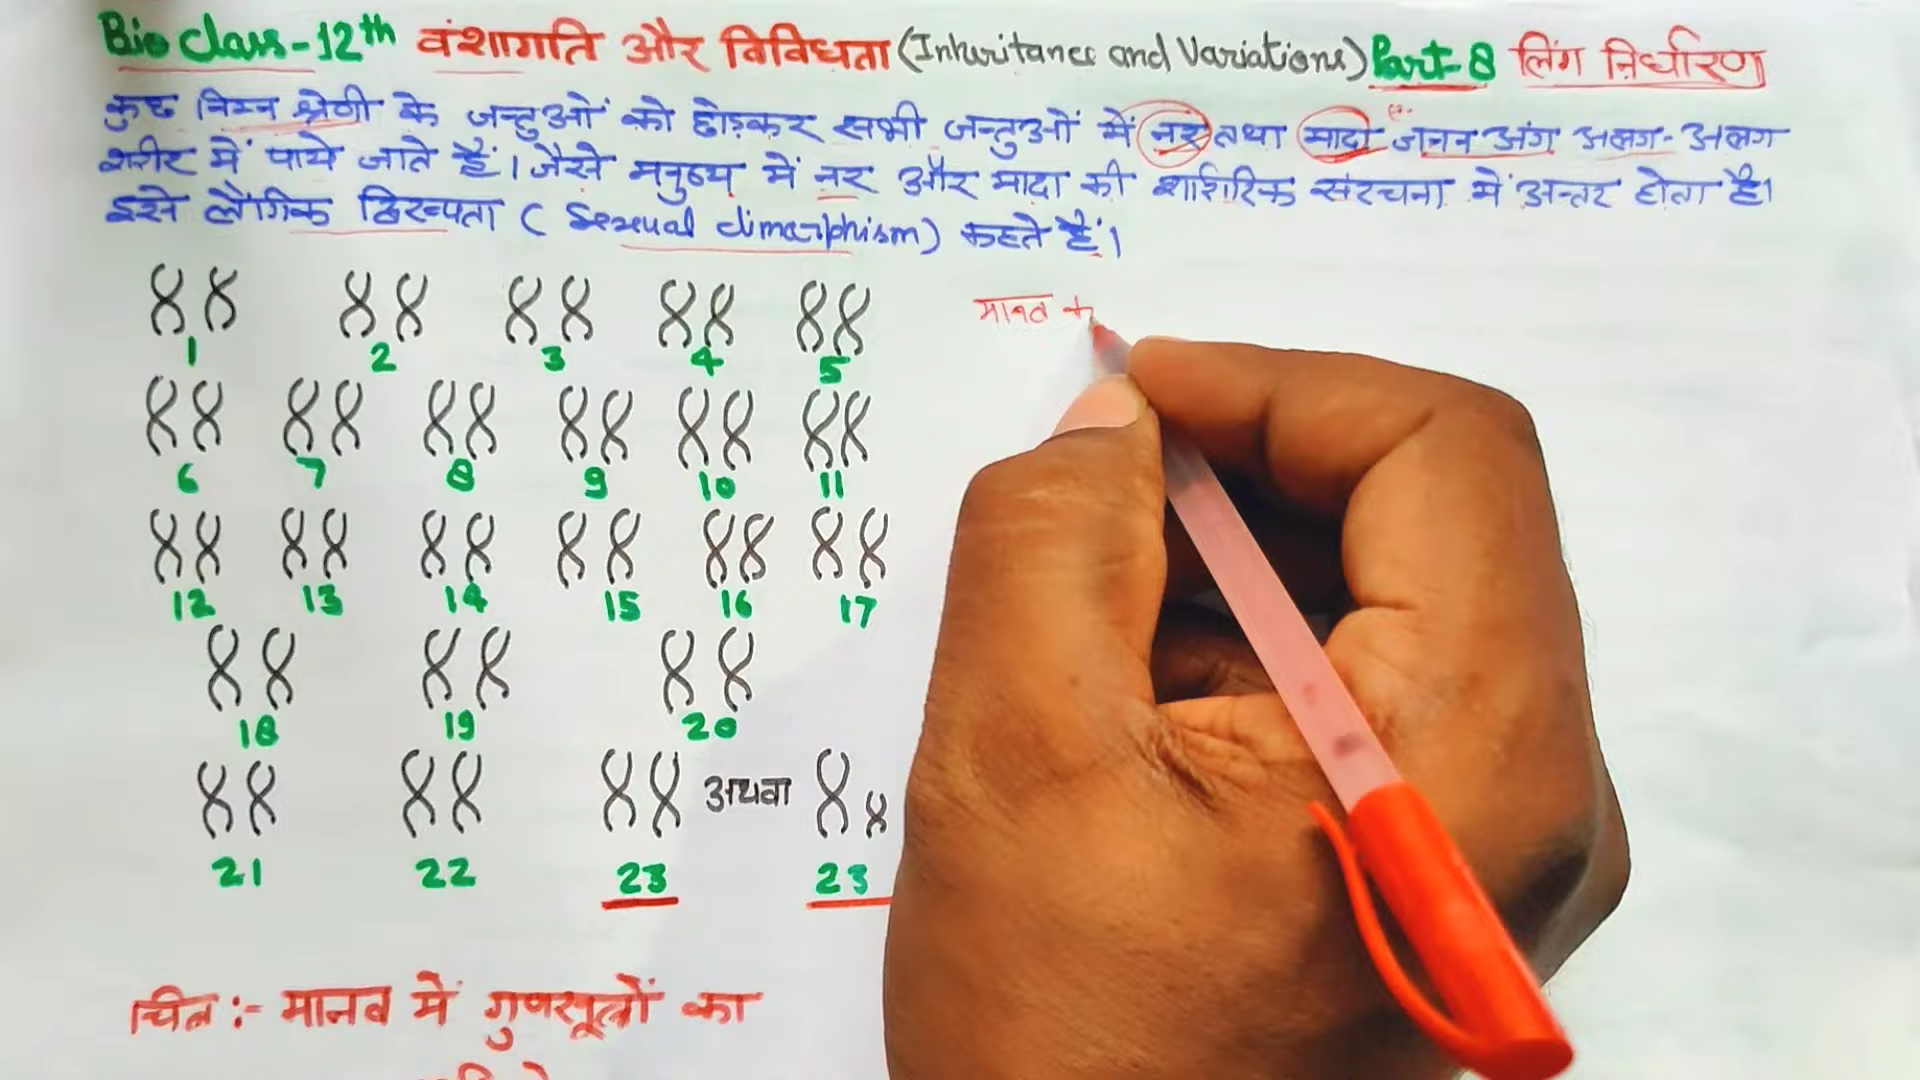 Bio Class-12th वंशागति और विविधता (Inheritance and Variations) Part-8 लिंग निर्धारण
कुछ निम्न श्रेणी के जन्तुओं को छोड़कर सभी जन्तुओं में नर तथा मादा जनन अंग अलग-अलग
शरीर में पाये जाते हैं। जैसे मनुष्य में नर और मादा की शारिरिक संरचना में अन्तर होता है।
इसे लैंगिक द्विरूपता ( Sexual dimorphism) कहते हैं।
मानव
1 2 3 4 5
6 7 8 9 10 11
12 13 14 15 16 17
18 19 20
अथवा
21 22 23 23
चित्र :- मानव में गुणसूत्रों का